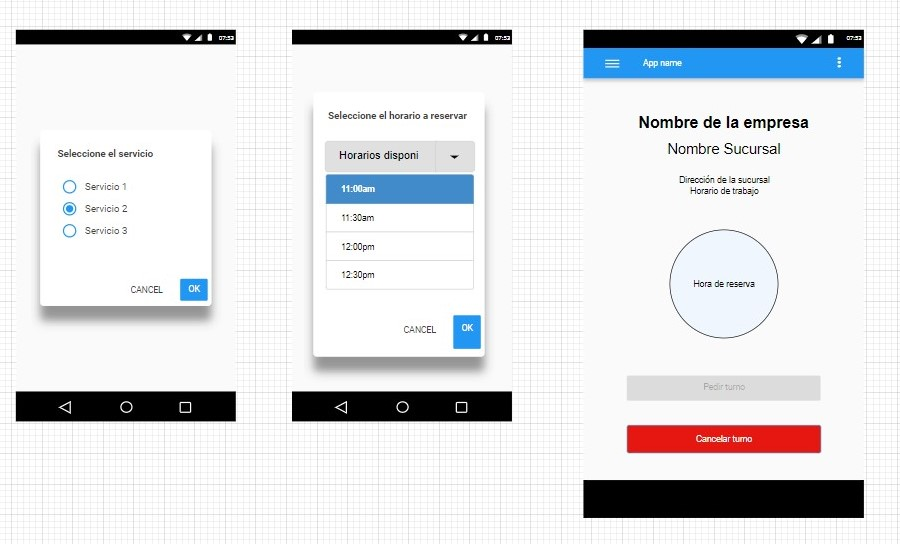 07:53
Seleccione el servicio
Servicio 1
Servicio 2
Servicio 3
CANCEL
OK
07:53
Seleccione el horario a reservar
Horarios disponi
11:00am
11:30am
12:00pm
12:30pm
CANCEL
OK
07:53
App name
Nombre de la empresa
Nombre Sucursal
Dirección de la sucursal
Horario de trabajo
Hora de reserva
Pedir turno
Cancelar turno